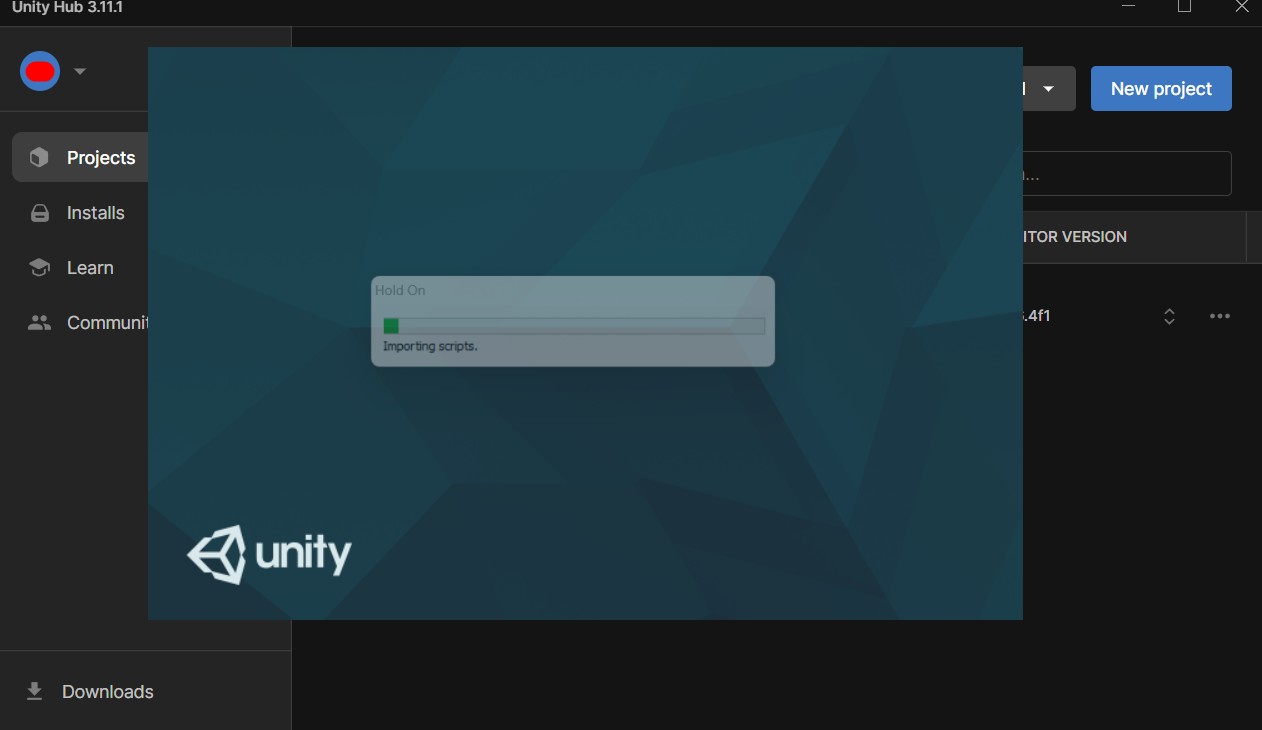 Unity Hub 3.11.1
New project
Projects
...
ITOR VERSION
Installs
Learn
Hold On
.4f1
Communit
Importing scripts.
unity
Downloads